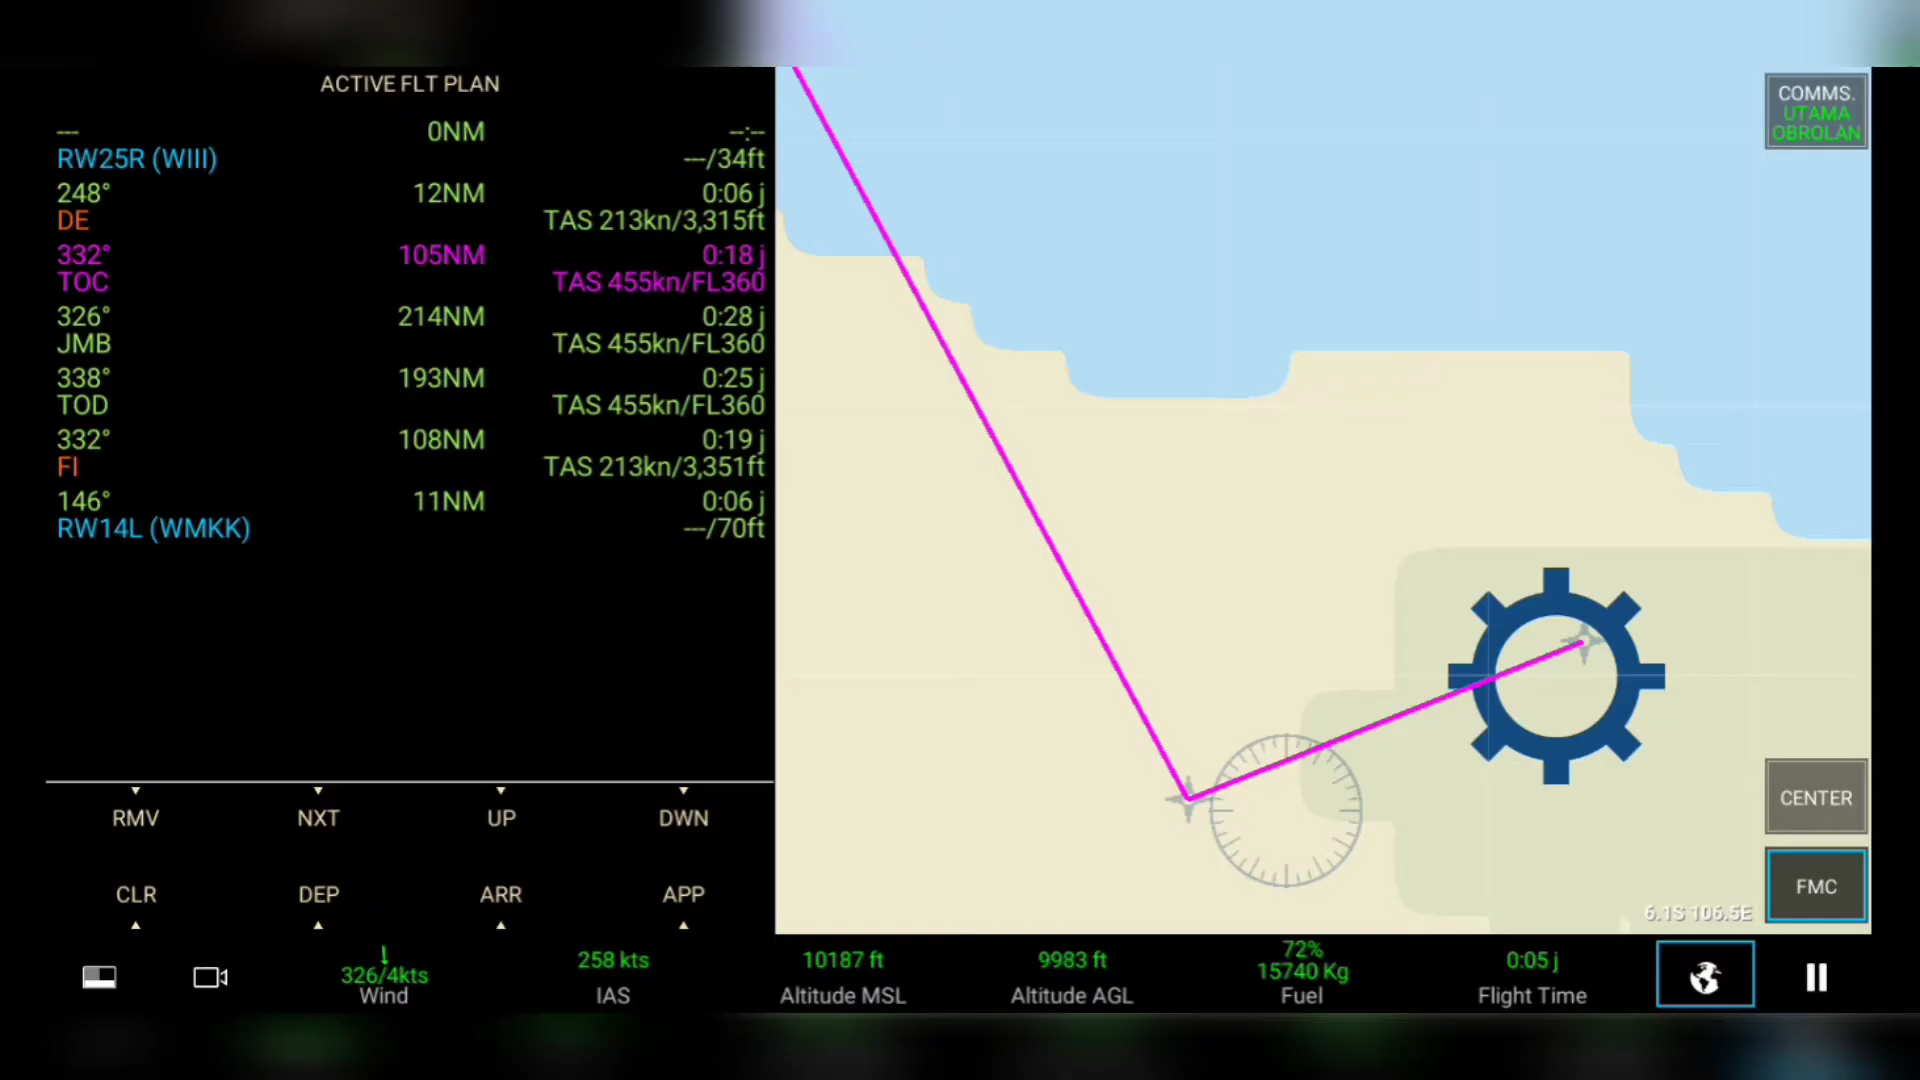 ACTIVE FLT PLAN
--- 0NM --:--
RW25R (WIII) ---/34ft
248° 12NM 0:06 j
DE TAS 213kn/3,315ft
332° 105NM 0:18 j
TOC TAS 455kn/FL360
326° 214NM 0:28 j
JMB TAS 455kn/FL360
338° 193NM 0:25 j
TOD TAS 455kn/FL360
332° 108NM 0:19 j
FI TAS 213kn/3,351ft
146° 11NM 0:06 j
RW14L (WMKK) ---/70ft
RMV NXT UP DWN
CLR DEP ARR APP
COMMS.
UTAMA
OBROLAN
CENTER
FMC
6.1S 106.5E
326/4kts
Wind
258 kts
IAS
10187 ft
Altitude MSL
9983 ft
Altitude AGL
72%
15740 Kg
Fuel
0:05 j
Flight Time